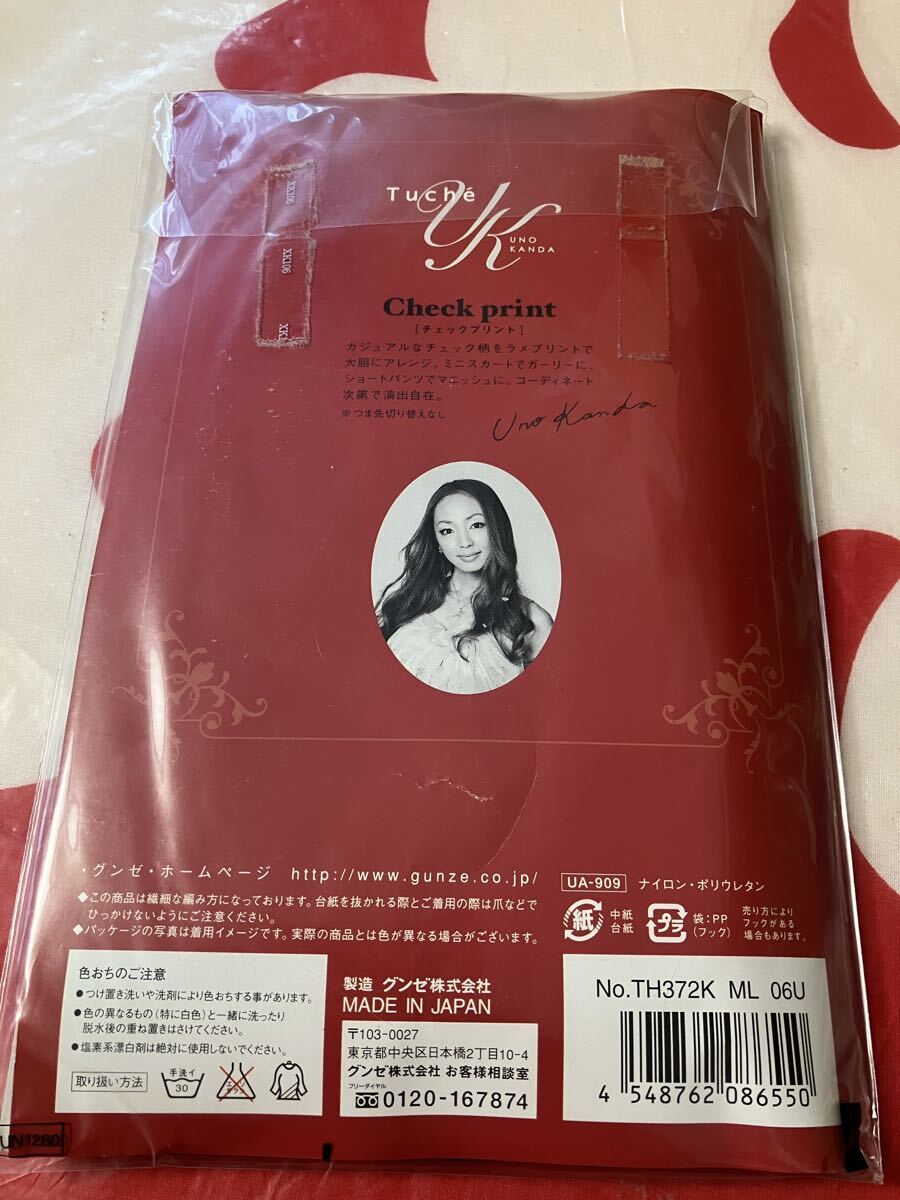 XK106
XK106
Tuché
YK
UNO
KANDA
Check print
[チェックプリント]
カジュアルなチェック柄をラメプリントで
大胆にアレンジ。ミニスカートでガーリーに、
ショートパンツでマニッシュに。コーディネート
次第で演出自在。
※つま先切り替えなし
Uno Kanda
・グンゼ・ホームページ http://www.gunze.co.jp/
◆この商品は繊細な編み方になっております。台紙を抜かれる際とご着用の際は爪などで
ひっかけないようにご注意ください。
◆パッケージの写真は着用イメージです。実際の商品とは色が異なる場合がございます。
UA-909 ナイロン・ポリウレタン
紙 中紙
台紙
プラ 袋:PP
(フック)
売り方により
フックがある
場合もあります。
色おちのご注意
●つけ置き洗いや洗剤により色おちする事があります。
●色の異なるもの(特に白色)と一緒に洗ったり
脱水後の重ね置きはさけてください。
●塩素系漂白剤は絶対に使用しないでください。
取り扱い方法 手洗イ
30
エンソ
サラシ
製造 グンゼ株式会社
MADE IN JAPAN
〒103-0027
東京都中央区日本橋2丁目10-4
グンゼ株式会社 お客様相談室
フリーダイヤル
0120-167874
No.TH372K ML 06U
4 548762 086550
UN1260